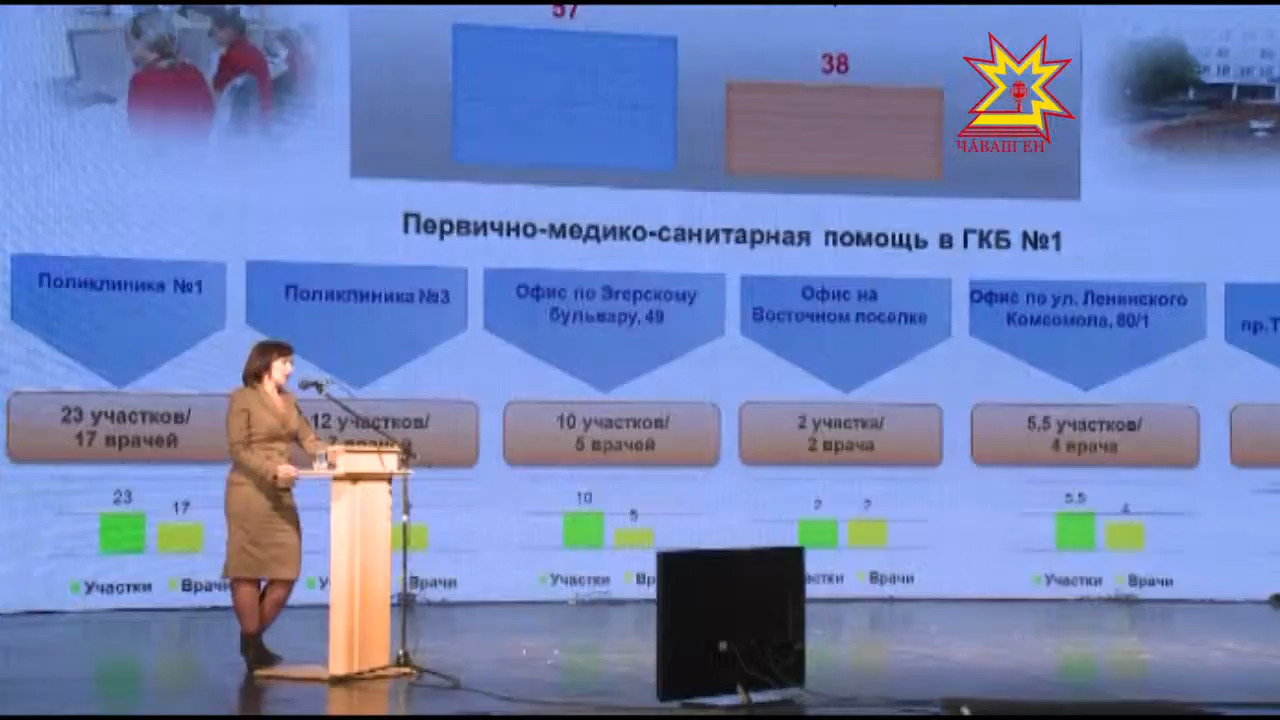 57
38
ЧӐВАШ ЕН
Первично-медико-санитарная помощь в ГКБ №1
Поликлиника №1
Поликлиника №3
Офис по Эгерскому
бульвару, 49
Офис на
Восточном поселке
Офис по ул. Ленинского
Комсомола, 80/1
23 участков/
17 врачей
12 участков/
7 врачей
10 участков/
5 врачей
2 участка/
2 врача
5,5 участков/
4 врача
23
17
10
5
2
2
5.5
4
Участки
Врачи
Врачи
Участки
Врачи
Участки
Врачи